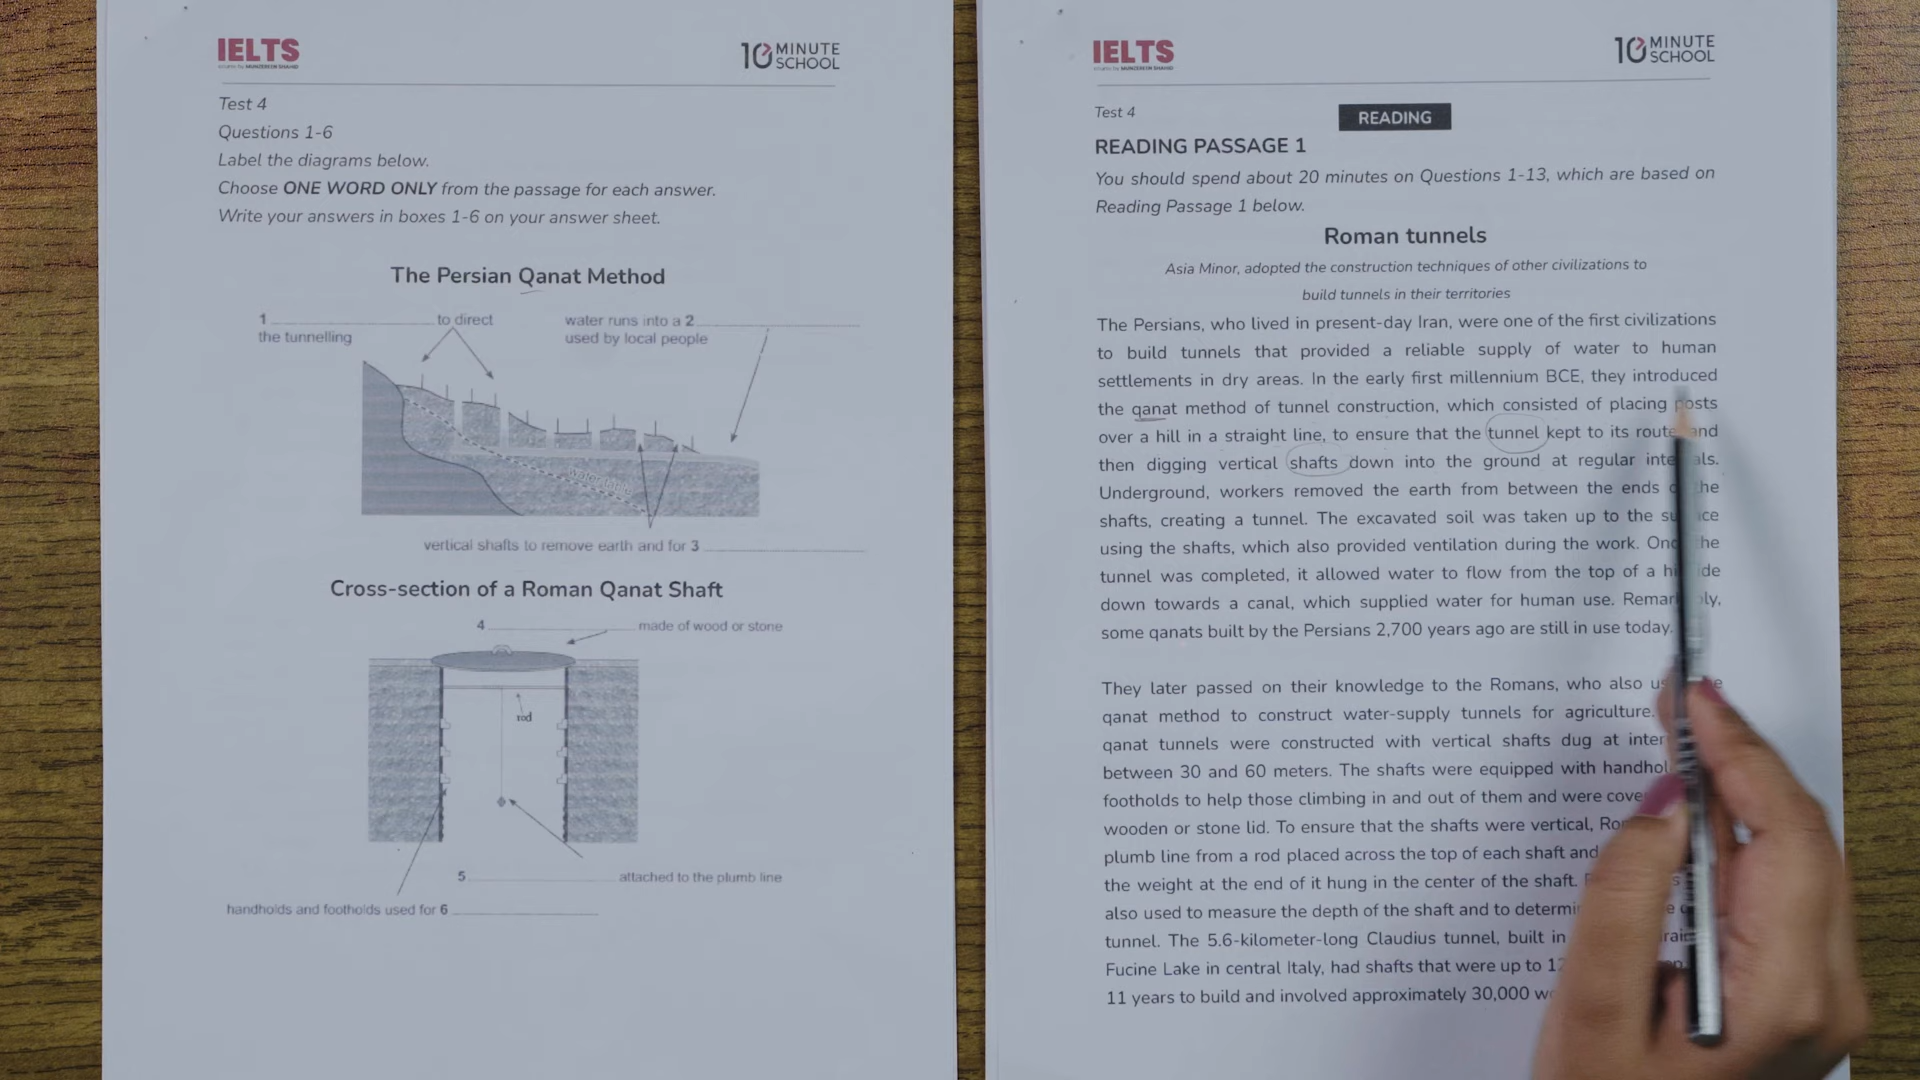 IELTS
10 MINUTE SCHOOL
Test 4
Questions 1-6
Label the diagrams below.
Choose ONE WORD ONLY from the passage for each answer.
Write your answers in boxes 1-6 on your answer sheet.
The Persian Qanat Method
1 to direct
the tunnelling
water runs into a 2
used by local people
vertical shafts to remove earth and for 3
Cross-section of a Roman Qanat Shaft
4 made of wood or stone
rod
5 attached to the plumb line
handholds and footholds used for 6
IELTS
10 MINUTE SCHOOL
Test 4
READING
READING PASSAGE 1
You should spend about 20 minutes on Questions 1-13, which are based on
Reading Passage 1 below.
Roman tunnels
Asia Minor, adopted the construction techniques of other civilizations to
build tunnels in their territories
The Persians, who lived in present-day Iran, were one of the first civilizations
to build tunnels that provided a reliable supply of water to human
settlements in dry areas. In the early first millennium BCE, they introduced
the qanat method of tunnel construction, which consisted of placing posts
over a hill in a straight line, to ensure that the tunnel kept to its route and
then digging vertical shafts down into the ground at regular
Underground, workers removed the earth from between the ends the
shafts, creating a tunnel. The excavated soil was taken up to the
using the shafts, which also provided ventilation during the work. the
tunnel was completed, it allowed water to flow from the top of a
down towards a canal, which supplied water for human use.
some qanats built by the Persians 2,700 years ago are still in use today.
They later passed on their knowledge to the Romans, who also
qanat method to construct water-supply tunnels for agriculture.
qanat tunnels were constructed with vertical shafts dug at
between 30 and 60 meters. The shafts were equipped with
footholds to help those climbing in and out of them and were
wooden or stone lid. To ensure that the shafts were vertical,
plumb line from a rod placed across the top of each shaft and
the weight at the end of it hung in the center of the shaft.
also used to measure the depth of the shaft and to
tunnel. The 5.6-kilometer-long Claudius tunnel, built in
Fucine Lake in central Italy, had shafts that were up to
11 years to build and involved approximately 30,000